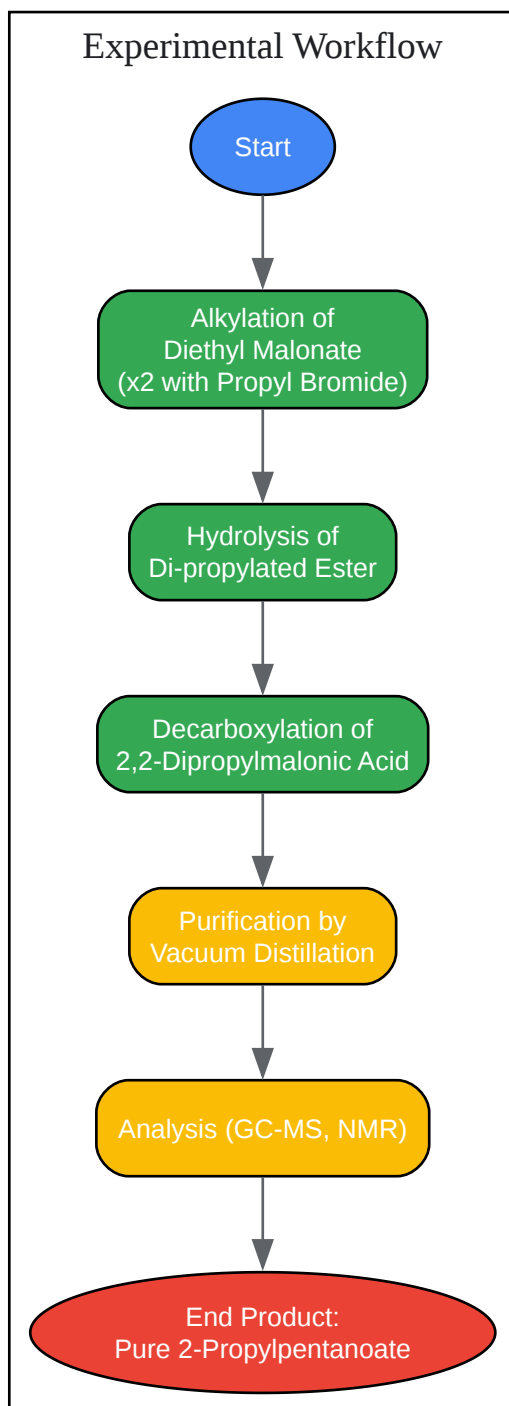 Experimental Workflow
Start
Alkylation of
Diethyl Malonate
(x2 with Propyl Bromide)
Hydrolysis of
Di-propylated Ester
Decarboxylation of
2,2-Dipropylmalonic Acid
Purification by
Vacuum Distillation
Analysis (GC-MS, NMR)
End Product:
Pure 2-Propylpentanoate